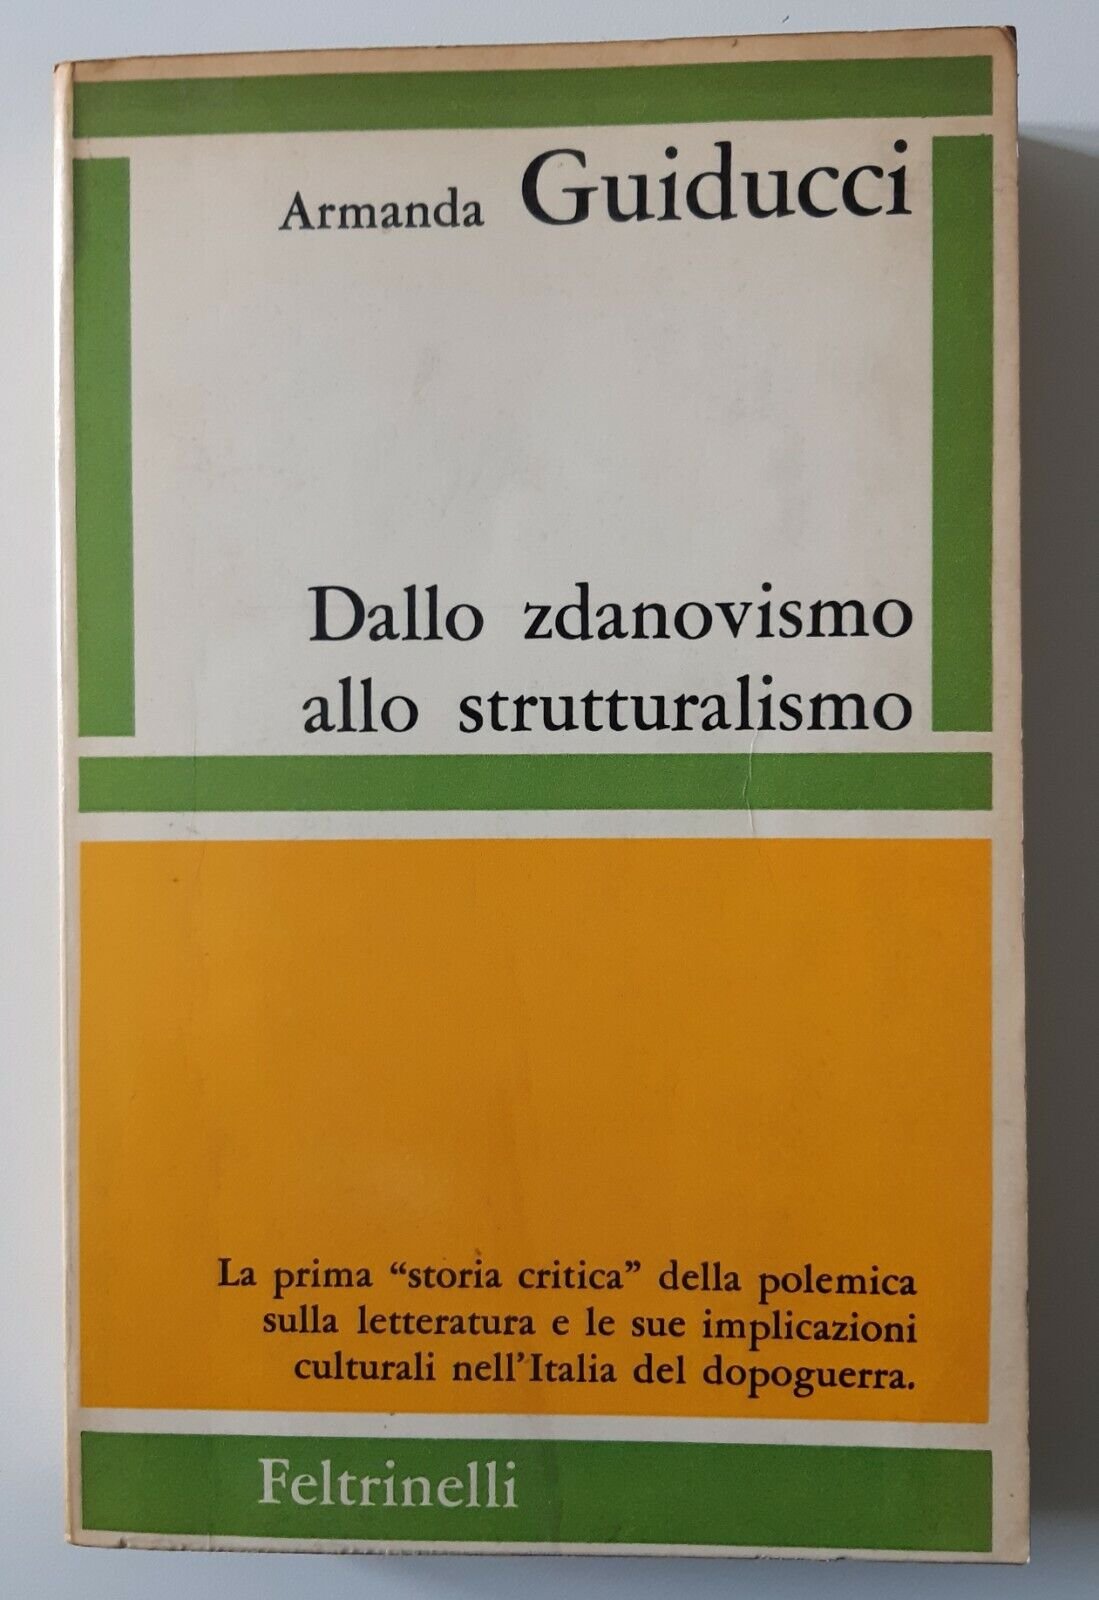 Armanda Guiducci
Dallo zdanovismo
allo strutturalismo
La prima “storia critica” della polemica
sulla letteratura e le sue implicazioni
culturali nell’Italia del dopoguerra.
Feltrinelli